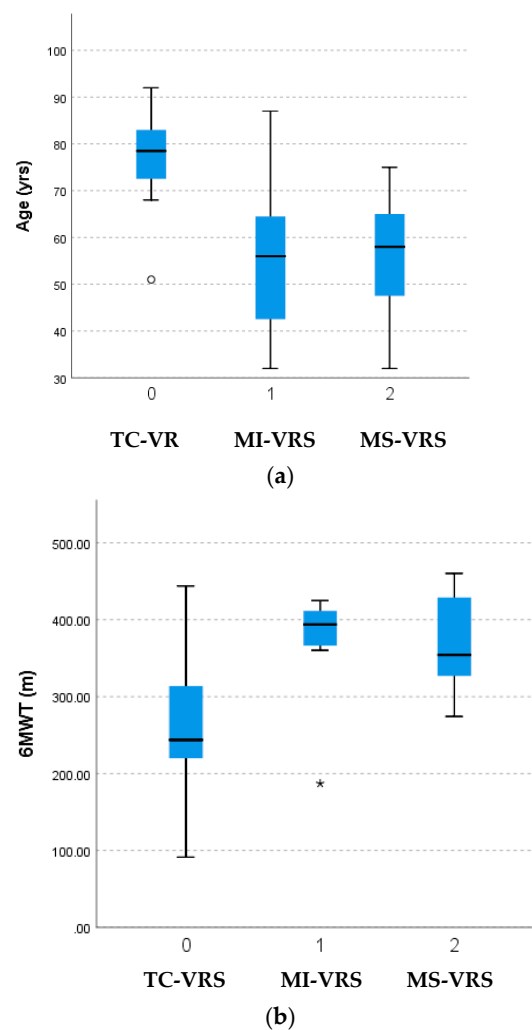 100
90
80
70
60
50
40
30
Age (yrs)
0 1 2
TC-VR MI-VRS MS-VRS
(a)
500.00
400.00
300.00
200.00
100.00
.00
6MWT (m)
0 1 2
TC-VRS MI-VRS MS-VRS
(b)